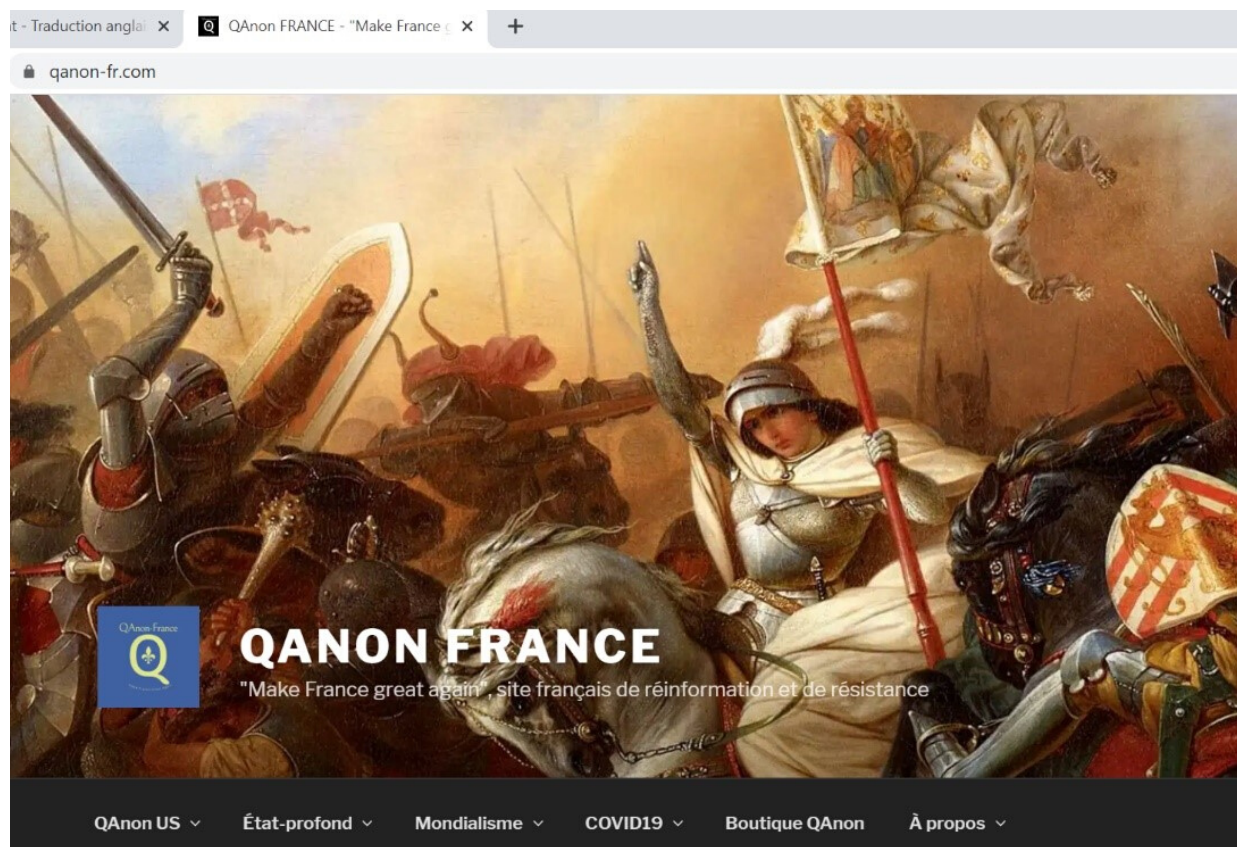 t - Traduction anglai
QAnon FRANCE - "Make France g
qanon-fr.com
QAnon-France
Q
QANON FRANCE
"Make France great again", site français de réinformation et de résistance
QAnon US
État-profond
Mondialisme
COVID19
Boutique QAnon
À propos